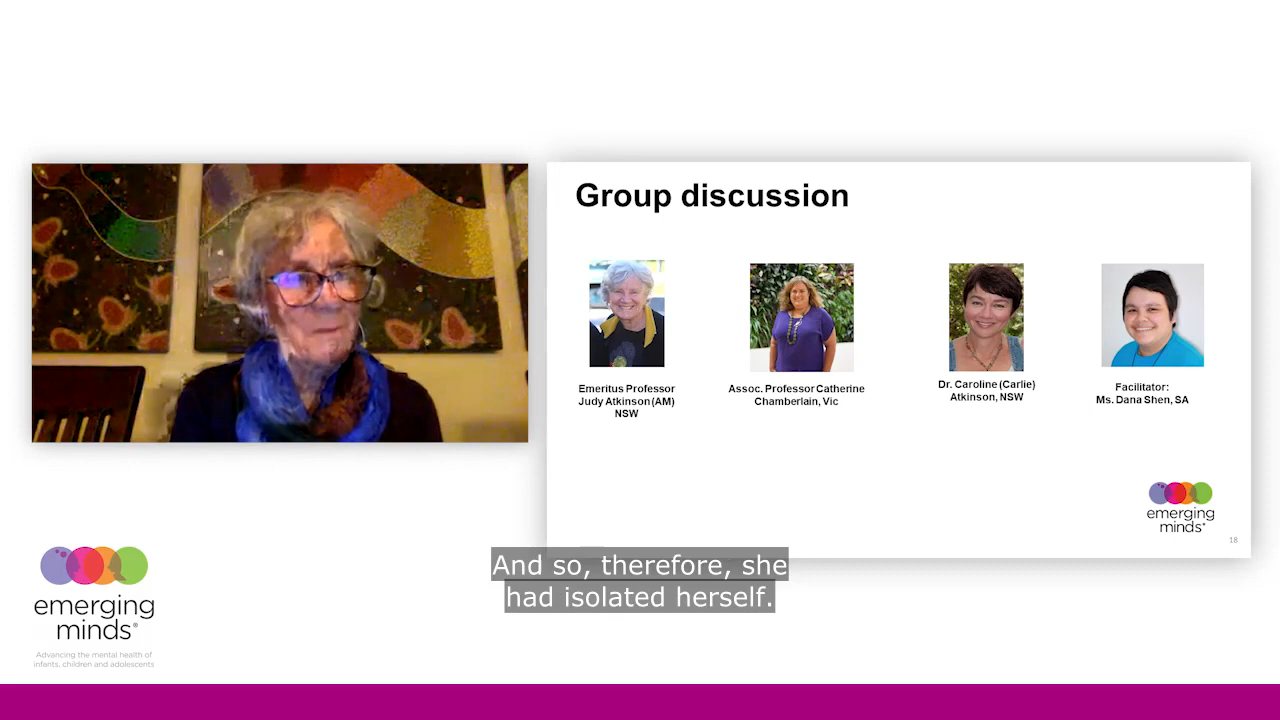 Group discussion
Emeritus Professor
Judy Atkinson (AM)
NSW
Assoc. Professor Catherine
Chamberlain, Vic
Dr. Caroline (Carlie)
Atkinson, NSW
Facilitator:
Ms. Dana Shen, SA
emerging
minds®
18
And so, therefore, she
had isolated herself.
emerging
minds®
Advancing the mental health of
infants, children and adolescents